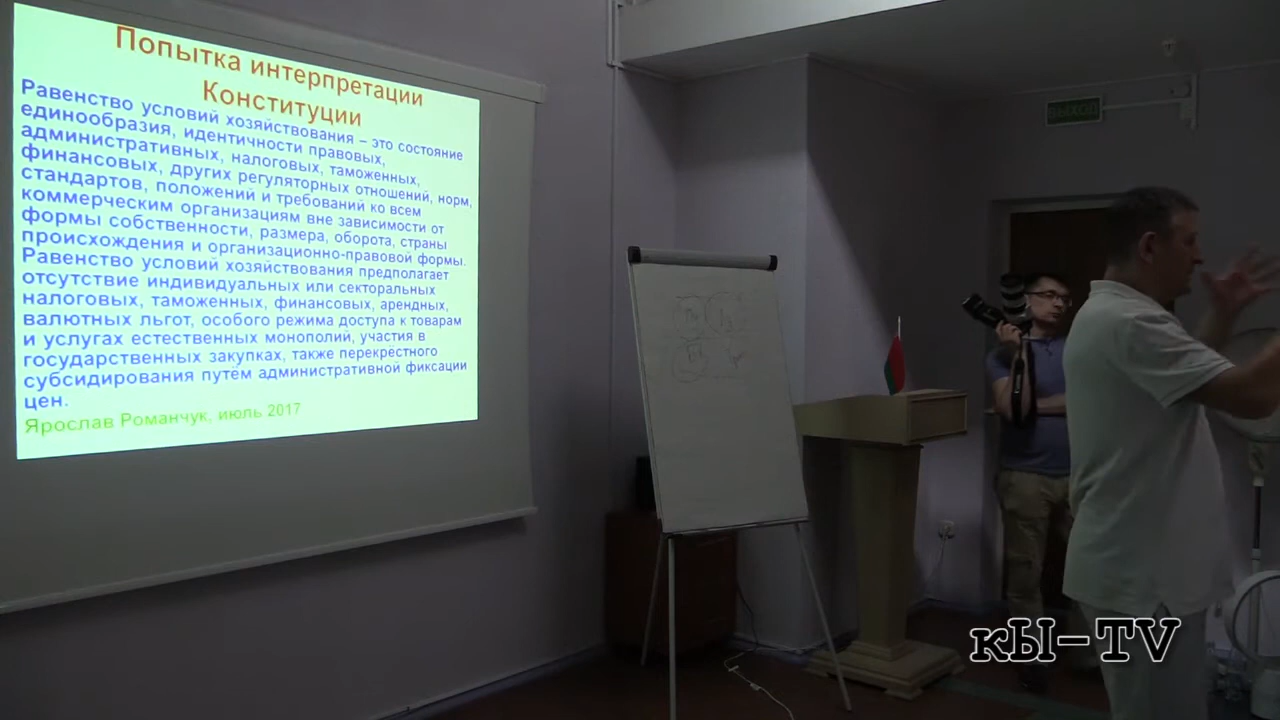 Попытка интерпретации
Конституции
Равенство условий хозяйствования – это состояние
единообразия, идентичности правовых,
административных, налоговых, таможенных,
финансовых, других регуляторных отношений, норм,
стандартов, положений и требований ко всем
коммерческим организациям вне зависимости от
формы собственности, размера, оборота, страны
происхождения и организационно-правовой формы.
Равенство условий хозяйствования предполагает
отсутствие индивидуальных или секторальных
налоговых, таможенных, финансовых, арендных,
валютных льгот, особого режима доступа к товарам
и услугах естественных монополий, участия в
государственных закупках, также перекрёстного
субсидирования путём административной фиксации
цен.
Ярослав Романчук, июль 2017
ВЫХОД
кЫ-TV